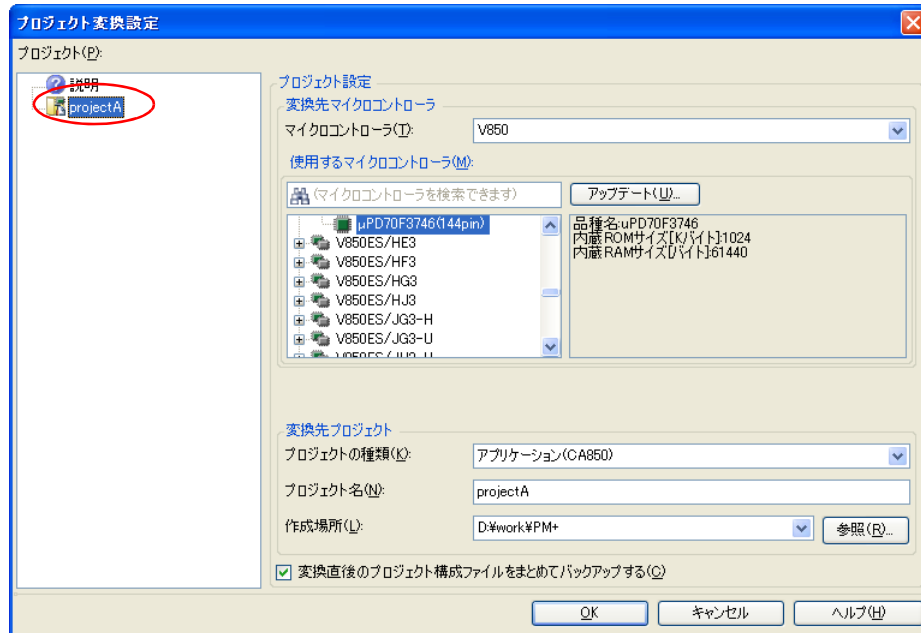 プロジェクト変換設定
プロジェクト(P):
説明
projectA
プロジェクト設定
変換先マイクロコントローラ
マイクロコントローラ(T):
V850
使用するマイクロコントローラ(M):
(マイクロコントローラを検索できます)
アップデート(U)...
μPD70F3746(144pin)
V850ES/HE3
V850ES/HF3
V850ES/HG3
V850ES/HJ3
V850ES/JG3-H
V850ES/JG3-U
品種名:uPD70F3746
内蔵ROMサイズ[Kバイト]:1024
内蔵RAMサイズ[バイト]:61440
変換先プロジェクト
プロジェクトの種類(K):
アプリケーション(CA850)
プロジェクト名(N):
projectA
作成場所(L):
D:¥work¥PM+
参照(R)...
変換直後のプロジェクト構成ファイルをまとめてバックアップする(C)
OK
キャンセル
ヘルプ(H)